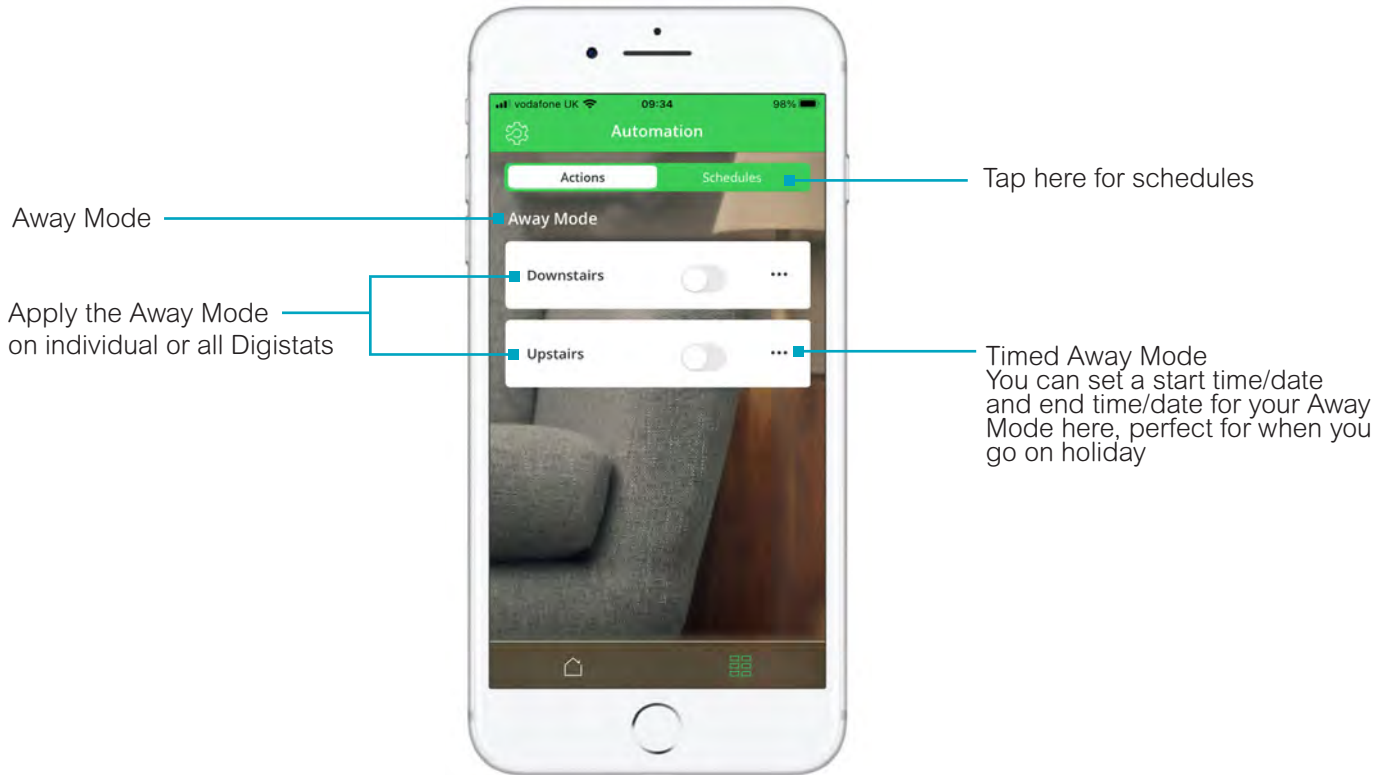 vodafone UK 09:34 98%
Automation
Actions Schedules
Tap here for schedules
Away Mode
Away Mode
Downstairs ...
Apply the Away Mode
on individual or all Digistats
Upstairs ...
Timed Away Mode
You can set a start time/date
and end time/date for your Away
Mode here, perfect for when you
go on holiday